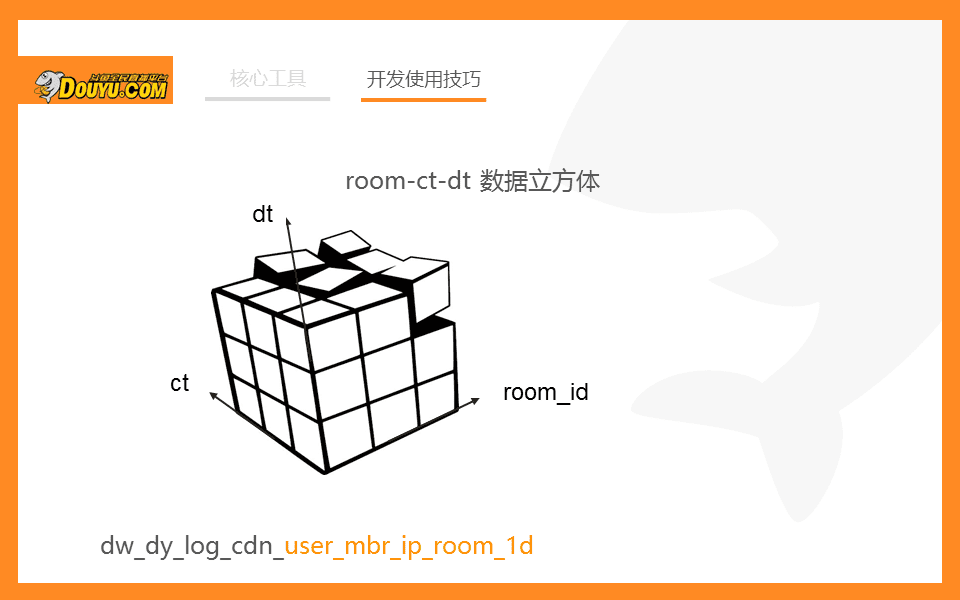 斗鱼全民直播平台
DOUYU.COM
核心工具
开发使用技巧
room-ct-dt 数据立方体
dt
ct
room_id
dw_dy_log_cdn_user_mbr_ip_room_1d